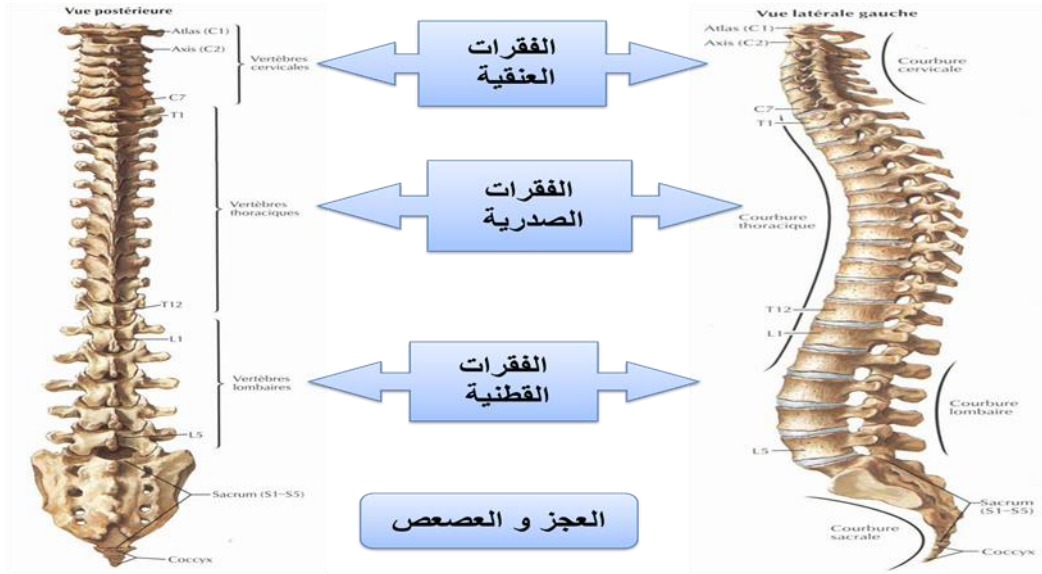 Vue postérieure
Atlas (C1)
Axis (C2)
Vertèbres
cervicales
C7
T1
Vertèbres
thoraciques
T12
L1
Vertèbres
lombaires
L5
Sacrum (S1–S5)
Coccyx
الفقرات
العنقية
الفقرات
الصدرية
الفقرات
القطنية
العجز و العصعص
Vue latérale gauche
Atlas (C1)
Axis (C2)
Courbure
cervicale
C7
T1
Courbure
thoracique
T12
L1
Courbure
lombaire
L5
Sacrum
(S1–S5)
Courbure
sacrale
Coccyx